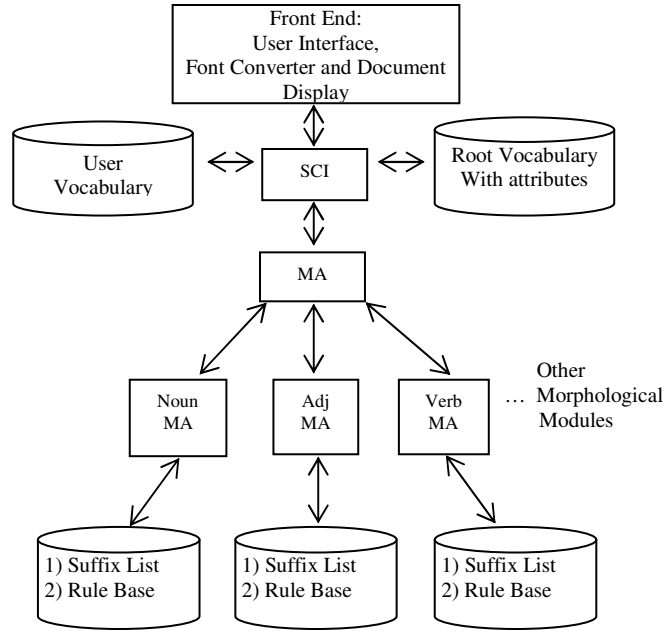 Front End:
User Interface,
Font Converter and Document
Display
User
Vocabulary
SCI
Root Vocabulary
With attributes
MA
Noun
MA
Adj
MA
Verb
MA
Other
… Morphological
Modules
1) Suffix List
2) Rule Base
1) Suffix List
2) Rule Base
1) Suffix List
2) Rule Base